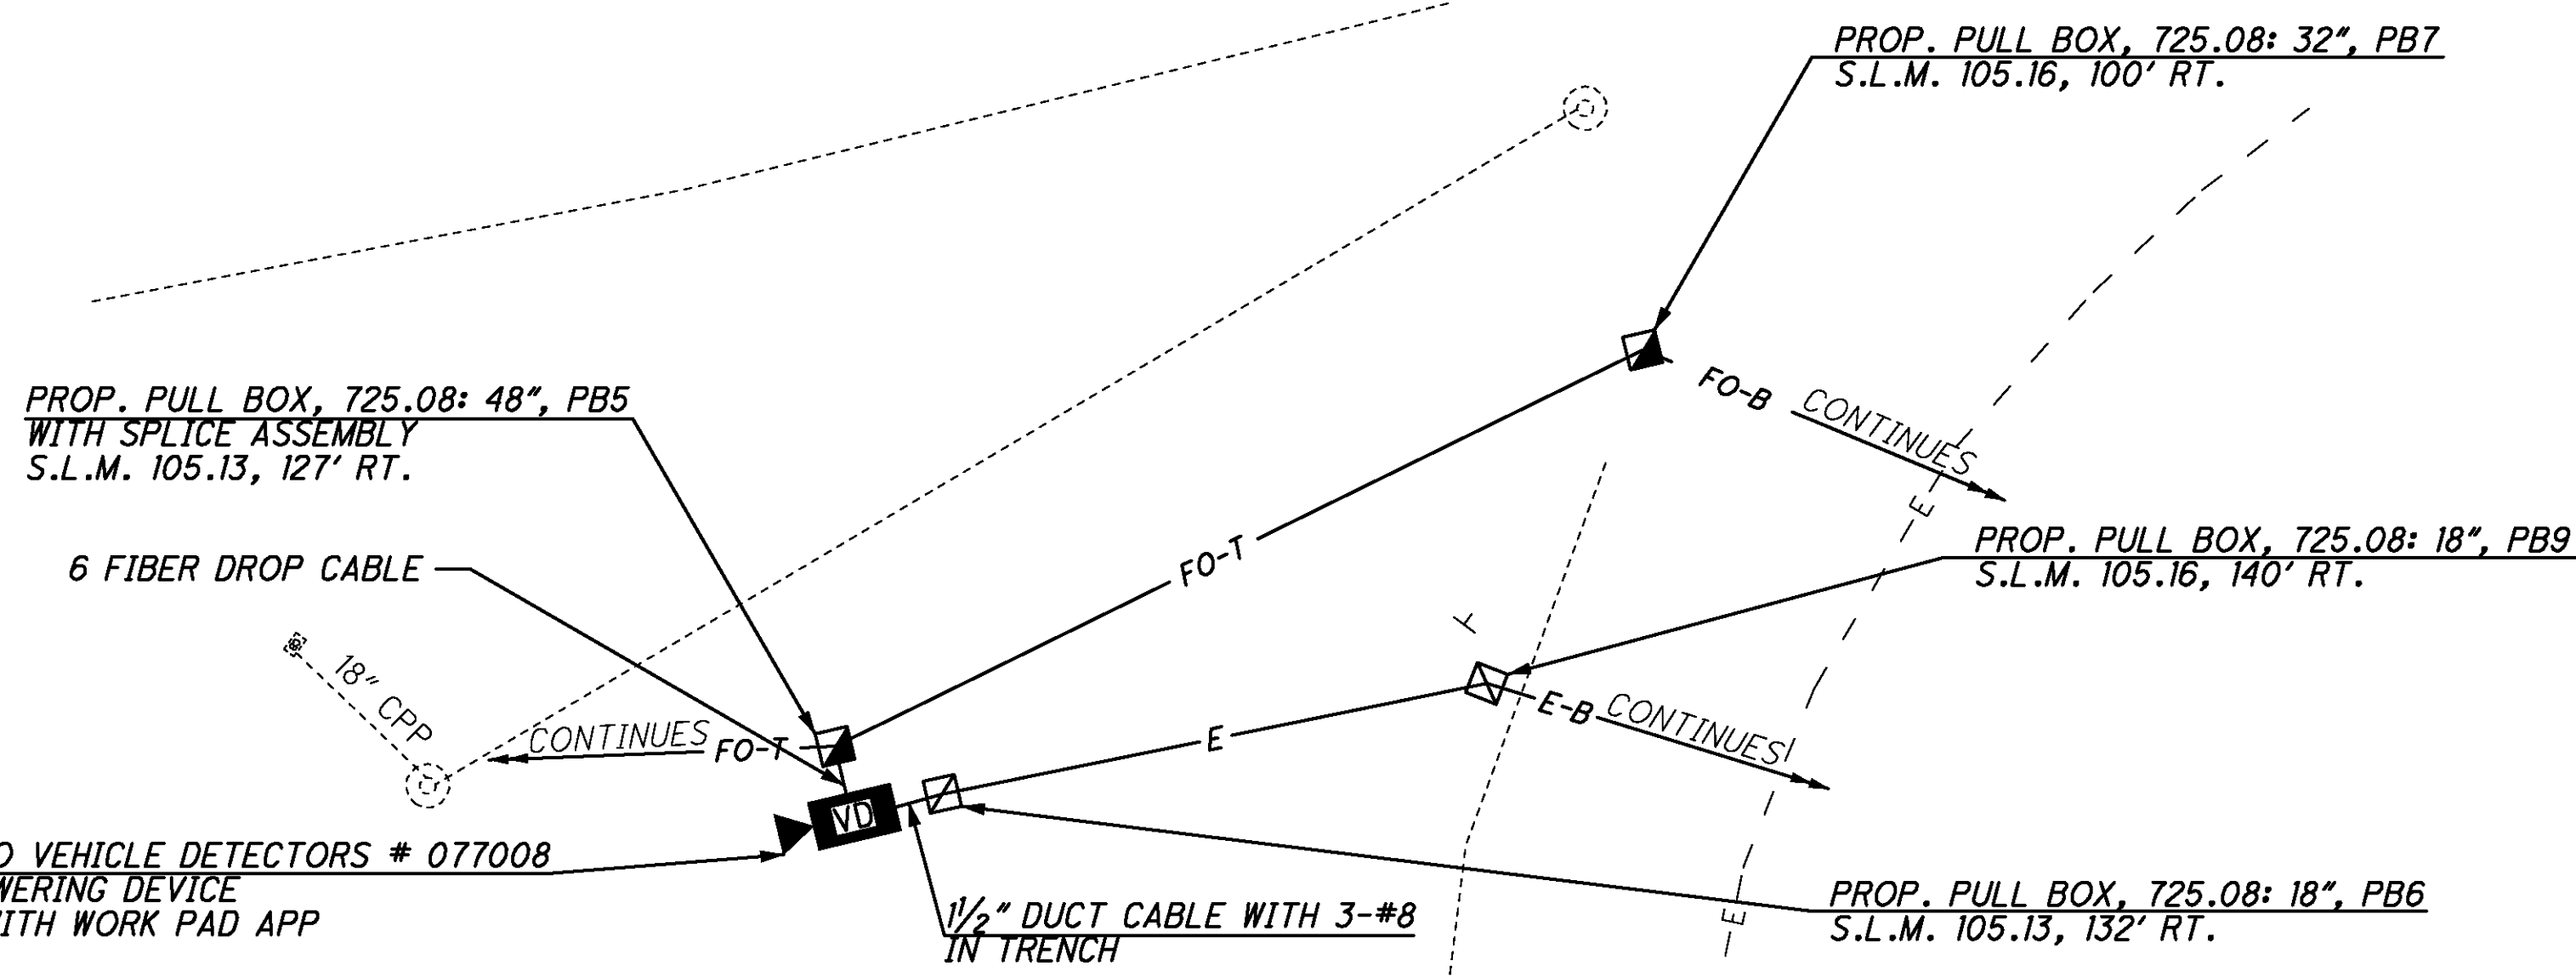 PROP. PULL BOX, 725.08: 32", PB7
S.L.M. 105.16, 100' RT.
PROP. PULL BOX, 725.08: 48", PB5
WITH SPLICE ASSEMBLY
S.L.M. 105.13, 127' RT.
FO-B CONTINUES
E
PROP. PULL BOX, 725.08: 18", PB9
S.L.M. 105.16, 140' RT.
6 FIBER DROP CABLE
FO-T
18" CPP
CONTINUES FO-T
E
E-B CONTINUES
VD
VEHICLE DETECTORS # 077008
DEVICE
WORK PAD APP
1½" DUCT CABLE WITH 3-#8
IN TRENCH
PROP. PULL BOX, 725.08: 18", PB6
S.L.M. 105.13, 132' RT.
E